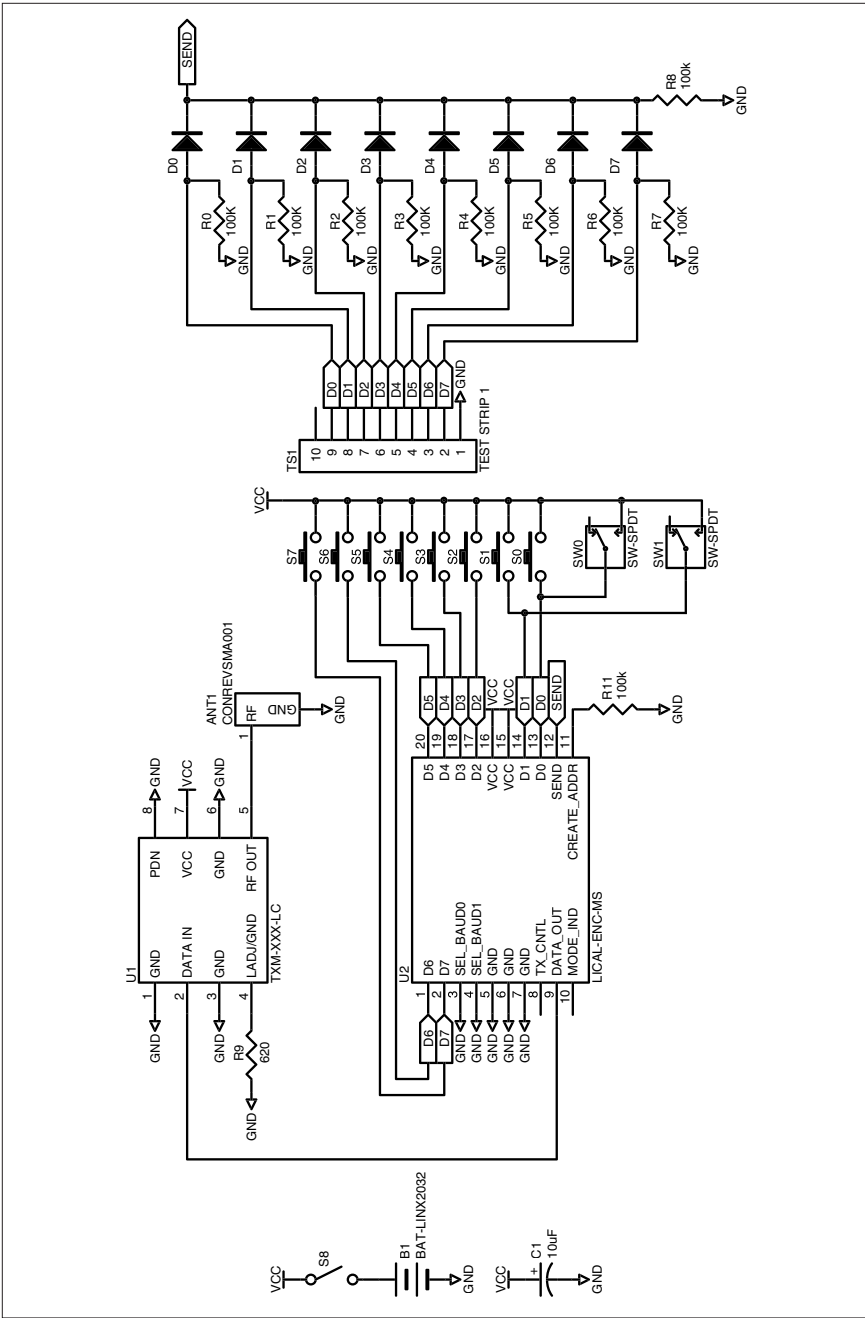 SEND
D0
D1
D2
D3
D4
D5
D6
D7
R8
100k
GND
R0
100K
GND
R1
100K
GND
R2
100K
GND
R3
100K
GND
R4
100K
GND
R5
100K
GND
R6
100K
GND
R7
100K
GND
TS1
10
9
8
7
6
5
4
3
2
1
D0
D1
D2
D3
D4
D5
D6
D7
GND
TEST STRIP 1
VCC
S7
S6
S5
S4
S3
S2
S1
S0
SW0
SW-SPDT
SW1
SW-SPDT
ANT1
CONREVSMA001
RF
GND
1
GND
U1
1 GND
2 DATA IN
3 GND
4 LADJ/GND
PDN 8
VCC 7
GND 6
RF OUT 5
TXM-XXX-LC
GND
GND
GND
R9
620
GND
VCC
GND
U2
1 D6
2 D7
3 SEL_BAUD0
4 SEL_BAUD1
5 GND
6 GND
7 GND
8 TX_CNTL
9 DATA_OUT
10 MODE_IND
D5 20
D4 19
D3 18
D2 17
VCC 16
VCC 15
D1 14
D0 13
SEND 12
CREATE_ADDR 11
LICAL-ENC-MS
D6
D7
GND
GND
GND
GND
GND
D5
D4
D3
D2
VCC
VCC
D1
D0
SEND
R11
100k
GND
VCC
S8
B1
BAT-LINX2032
GND
VCC
+
C1
10uF
GND